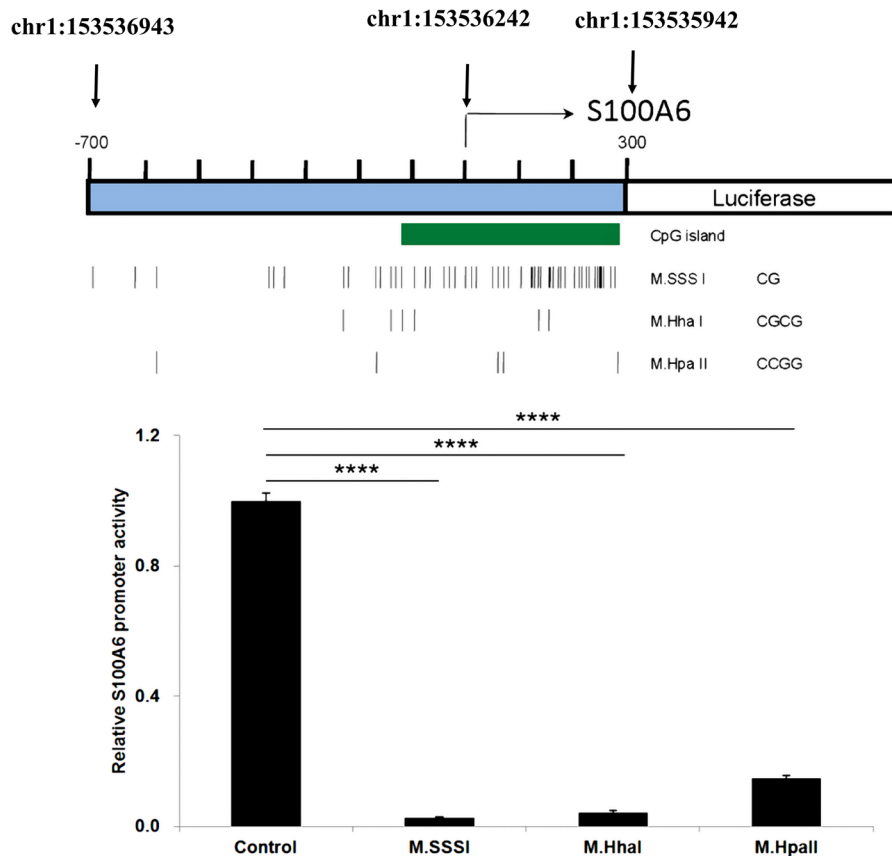 chr1:153536943 chr1:153536242 chr1:153535942
S100A6
-700 300
Luciferase
CpG island
M.SSS I CG
M.Hha I CGCG
M.Hpa II CCGG
****
****
****
1.2
0.8
0.4
0.0
Relative S100A6 promoter activity
Control M.SSSI M.HhaI M.HpaII